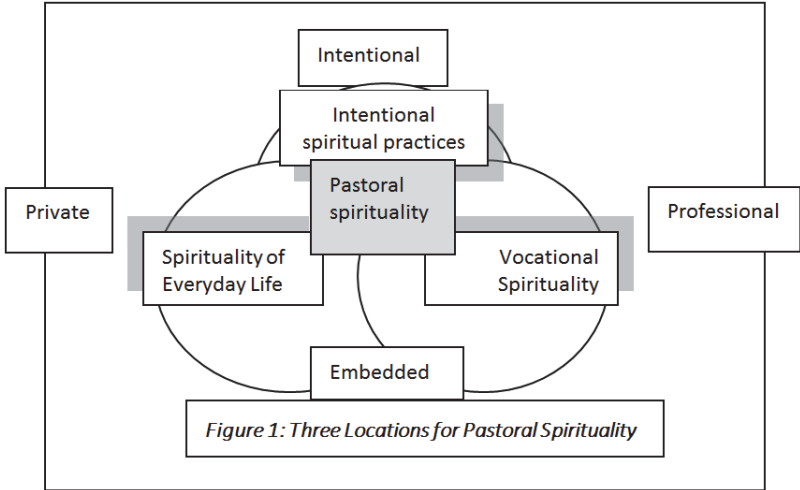 Intentional
Intentional
spiritual practices
Pastoral
spirituality
Private
Professional
Spirituality of
Everyday Life
Vocational
Spirituality
Embedded
Figure 1: Three Locations for Pastoral Spirituality